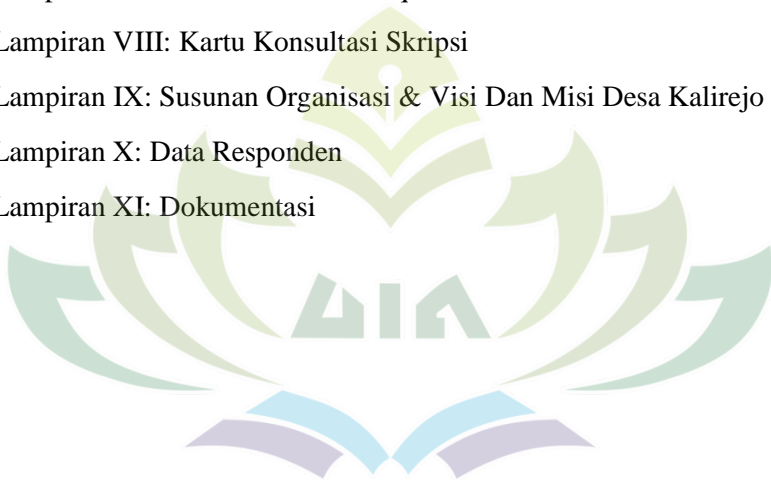 Lampiran VIII: Kartu Konsultasi Skripsi
Lampiran IX: Susunan Organisasi & Visi Dan Misi Desa Kalirejo
Lampiran X: Data Responden
Lampiran XI: Dokumentasi
UIN